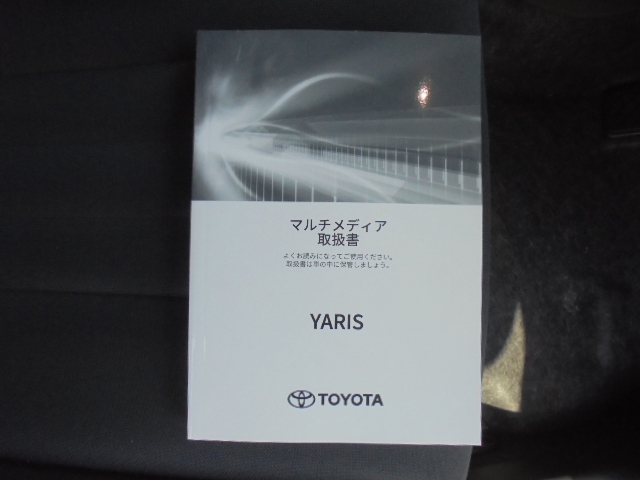 マルチメディア
取扱書
よくお読みになってご使用ください。
取扱書は車の中に保管しましょう。
YARIS
TOYOTA